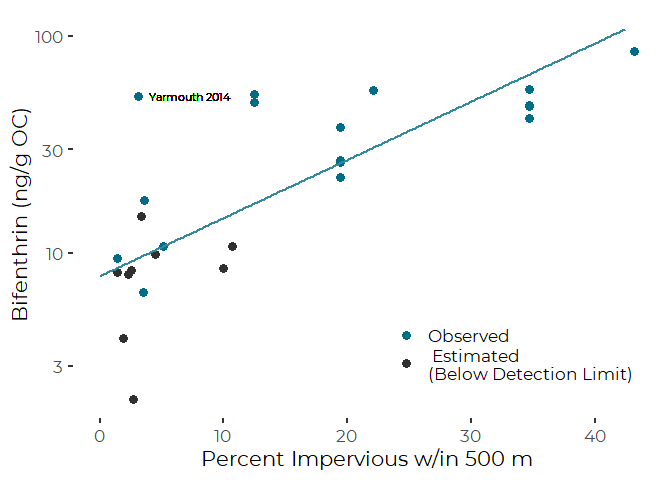 100
30
10
3
Bifenthrin (ng/g OC)
Yarmouth 2014
Observed
Estimated
(Below Detection Limit)
0 10 20 30 40
Percent Impervious w/in 500 m